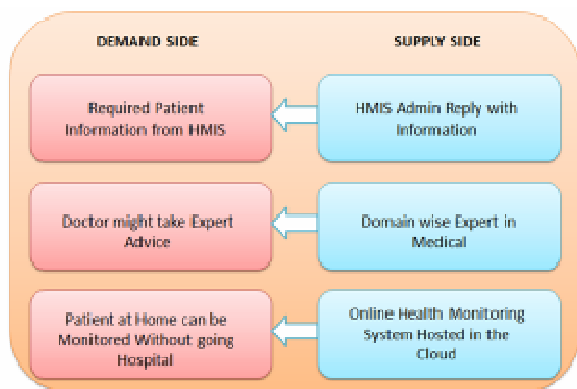 DEMAND SIDE
SUPPLY SIDE
Required Patient
Information from HMIS
HMIS Admin Reply with
Information
Doctor might take Expert
Advice
Domain wise Expert in
Medical
Patient at Home can be
Monitored Without going
Hospital
Online Health Monitoring
System Hosted in the
Cloud